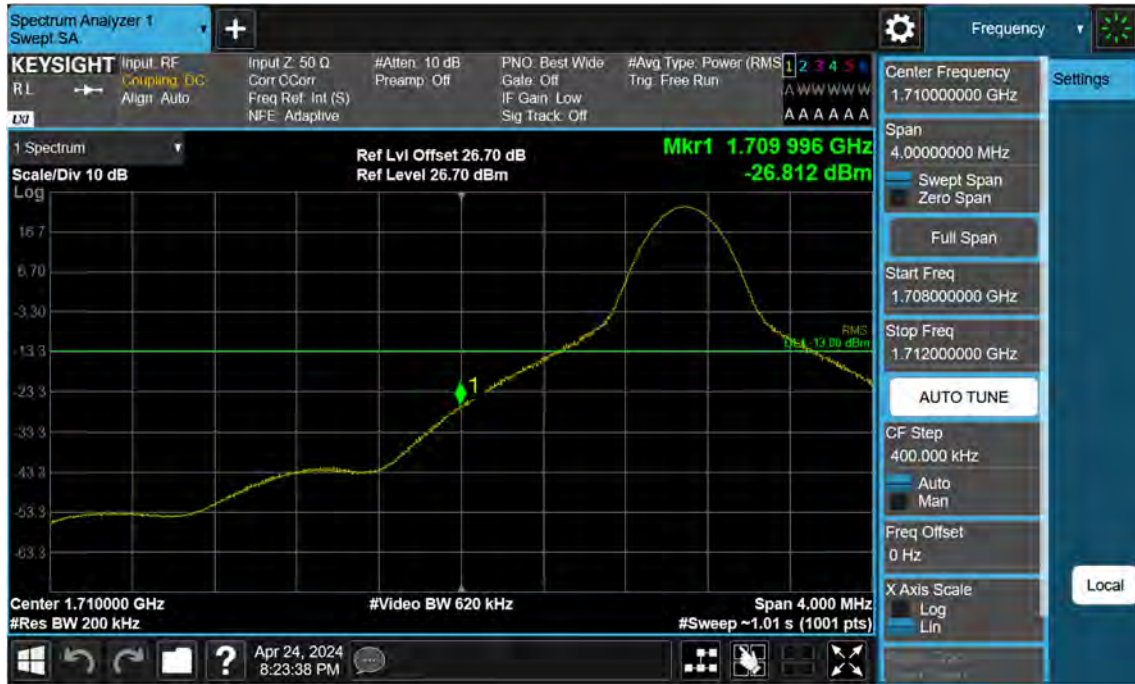 Spectrum Analyzer 1
Swept SA
+
Frequency
KEYSIGHT
RL
LXI
Input: RF
Coupling: DC
Align: Auto
Input Z: 50 Ω
Corr CCorr
Freq Ref: Int (S)
NFE: Adaptive
#Atten: 10 dB
Preamp: Off
PNO: Best Wide
Gate: Off
IF Gain: Low
Sig Track: Off
#Avg Type: Power (RMS
Trig: Free Run
1 2 3 4 5 6
A W W W W W
A A A A A A
1 Spectrum
Scale/Div 10 dB
Ref Lvl Offset 26.70 dB
Ref Level 26.70 dBm
Mkr1 1.709 996 GHz
-26.812 dBm
Log
16.7
6.70
-3.30
-13.3
-23.3
-33.3
-43.3
-53.3
-63.3
RMS
DL1 -13.00 dBm
1
Center 1.710000 GHz
#Video BW 620 kHz
Span 4.000 MHz
#Res BW 200 kHz
#Sweep ~1.01 s (1001 pts)
Center Frequency
1.710000000 GHz
Span
4.00000000 MHz
Swept Span
Zero Span
Full Span
Start Freq
1.708000000 GHz
Stop Freq
1.712000000 GHz
AUTO TUNE
CF Step
400.000 kHz
Auto
Man
Freq Offset
0 Hz
X Axis Scale
Log
Lin
Settings
Local
?
Apr 24, 2024
8:23:38 PM